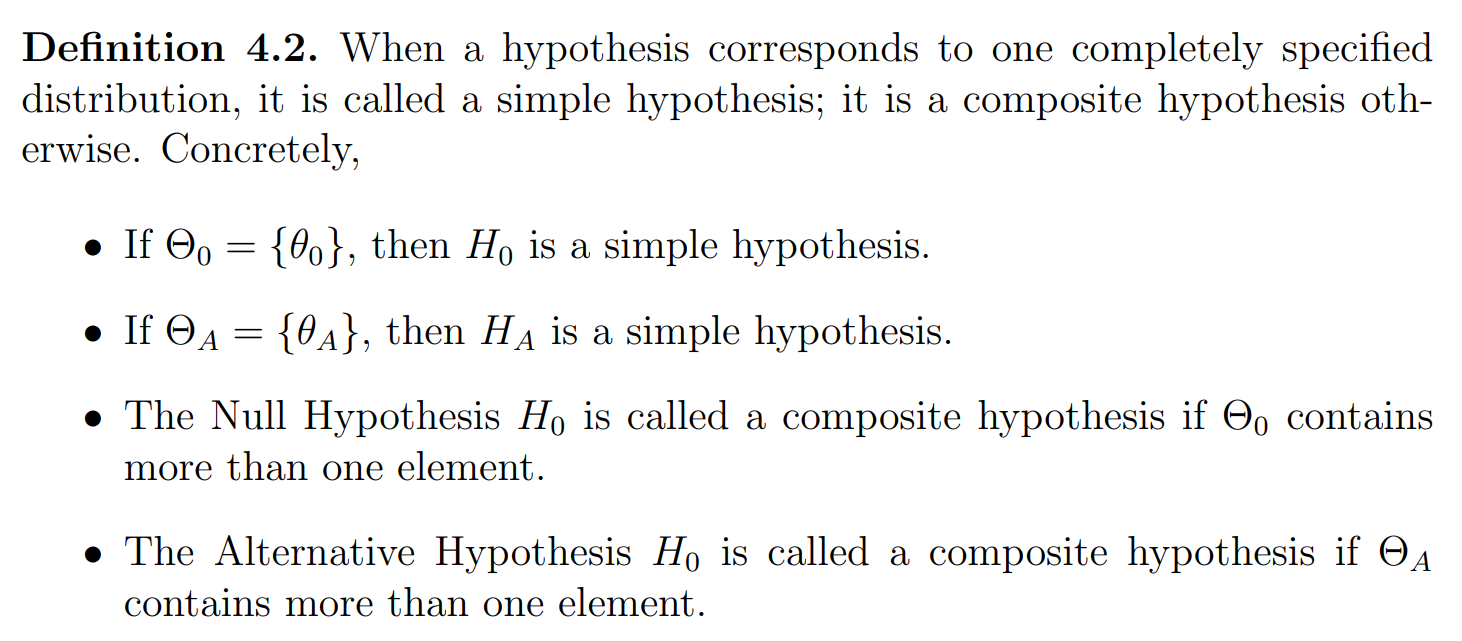 Definition 4.2. When a hypothesis corresponds to one completely specified
distribution, it is called a simple hypothesis; it is a composite hypothesis oth-
erwise. Concretely,
• If Θ₀ = {θ₀}, then H₀ is a simple hypothesis.
• If Θ_A = {θ_A}, then H_A is a simple hypothesis.
• The Null Hypothesis H₀ is called a composite hypothesis if Θ₀ contains
more than one element.
• The Alternative Hypothesis H₀ is called a composite hypothesis if Θ_A
contains more than one element.